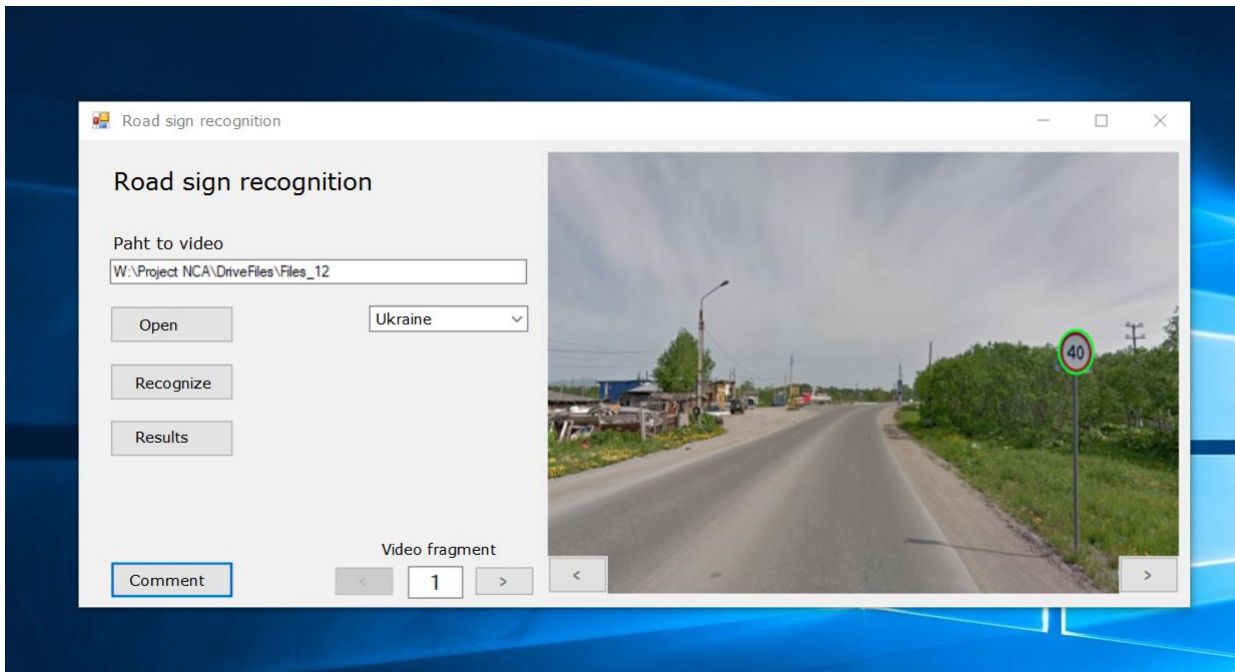 Road sign recognition
Road sign recognition
Paht to video
W:\Project NCA\DriveFiles\Files_12
Open
Ukraine
Recognize
Results
40
Video fragment
Comment
<
1
>
<
>